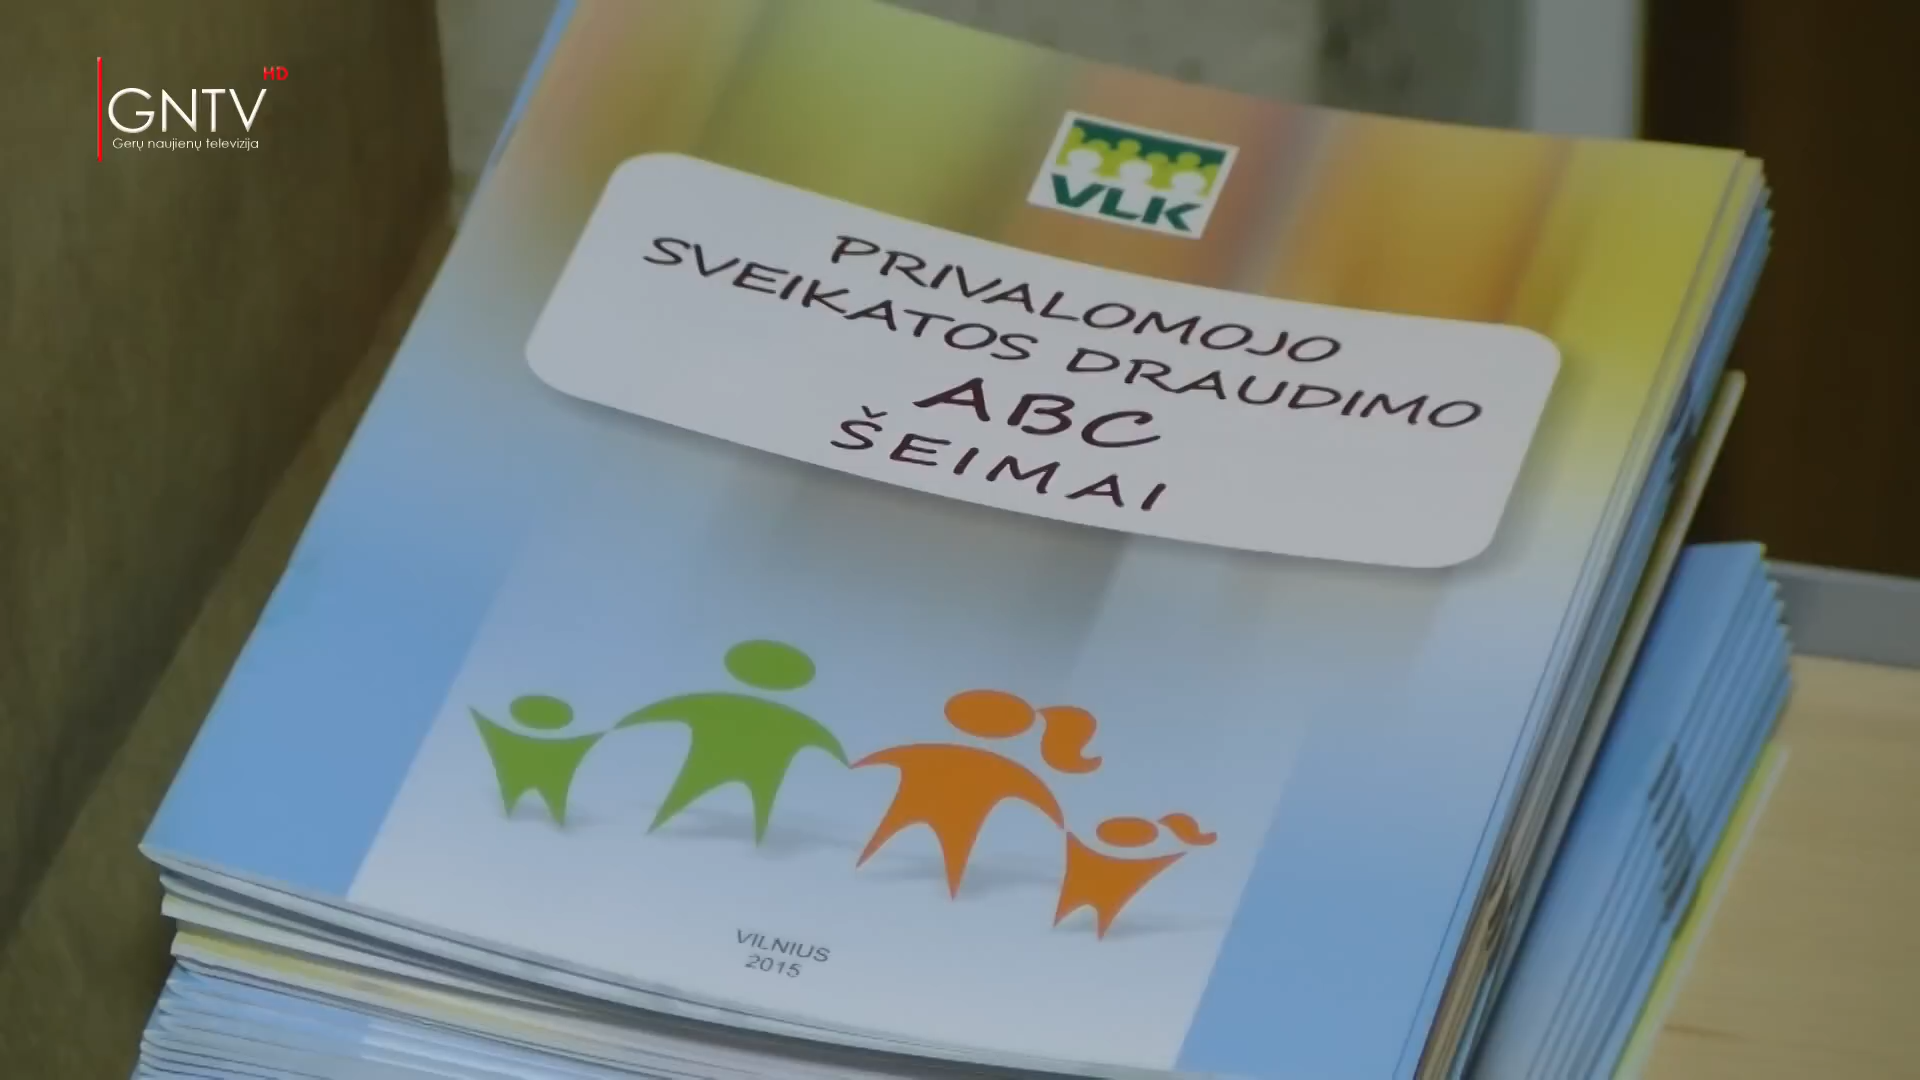 HD
GNTV
Gerų naujienų televizija
VLK
PRIVALOMOJO
SVEIKATOS DRAUDIMO
ABC
ŠEIMAI
VILNIUS
2015